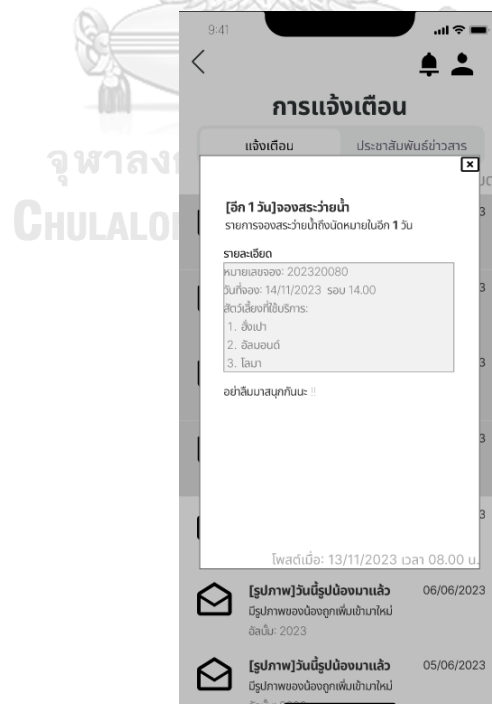 9:41
การแจ้งเตือน
แจ้งเตือน ประชาสัมพันธ์ข่าวสาร
[อีก 1 วัน]จองสระว่ายน้ำ
รายการจองสระว่ายน้ำถึงนัดหมายในอีก 1 วัน
รายละเอียด
หมายเลขจอง: 202320080
วันที่จอง: 14/11/2023 รอบ 14.00
สัตว์เลี้ยงที่ใช้บริการ:
1. ฮั่งเปา
2. อัลมอนด์
3. โลมา
อย่าลืมมาสนุกกันนะ !!
โพสต์เมื่อ: 13/11/2023 เวลา 08.00 น.
[รูปภาพ]วันนี้รูปน้องมาแล้ว 06/06/2023
มีรูปภาพของน้องถูกเพิ่มเข้ามาใหม่
อัลบั้ม: 2023
[รูปภาพ]วันนี้รูปน้องมาแล้ว 05/06/2023
มีรูปภาพของน้องถูกเพิ่มเข้ามาใหม่